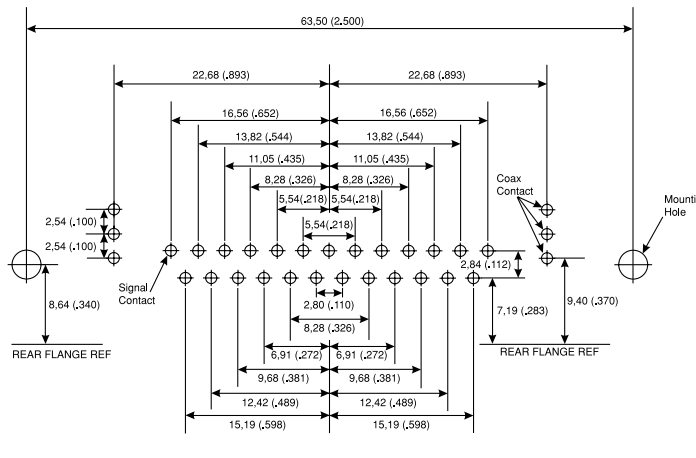 63,50 (2.500)
22,68 (.893) 22,68 (.893)
16,56 (.652) 16,56 (.652)
13,82 (.544) 13,82 (.544)
11,05 (.435) 11,05 (.435)
8,28 (.326) 8,28 (.326)
5,54(.218) 5,54(.218)
5,54(.218)
Coax
Contact
Mounti
Hole
2,54 (.100)
2,54 (.100)
2,84 (.112)
Signal
Contact
8,64 (.340)
2,80 (.110)
7,19 (.283)
9,40 (.370)
8,28 (.326)
REAR FLANGE REF
REAR FLANGE REF
6,91 (.272) 6,91 (.272)
9,68 (.381) 9,68 (.381)
12,42 (.489) 12,42 (.489)
15,19 (.598) 15,19 (.598)